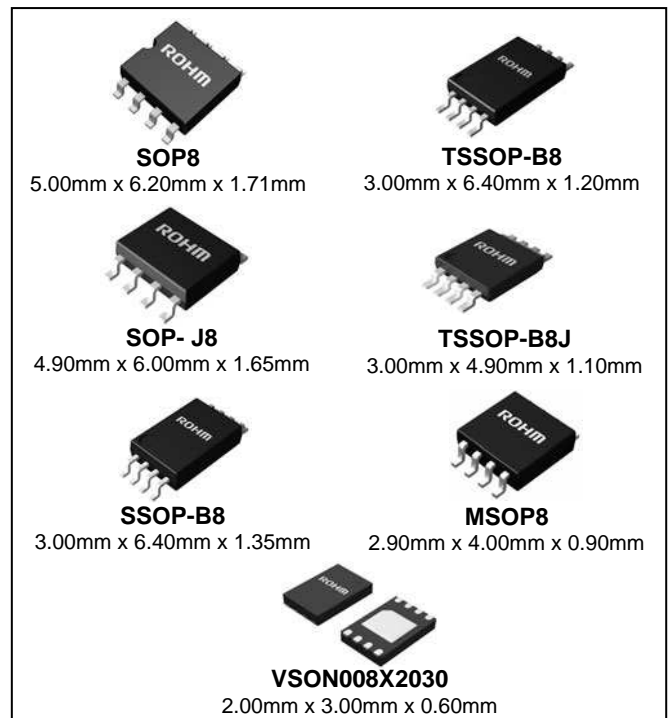 ROHM
ROHM
SOP8
TSSOP-B8
5.00mm x 6.20mm x 1.71mm
3.00mm x 6.40mm x 1.20mm
ROHM
ROHM
SOP- J8
TSSOP-B8J
4.90mm x 6.00mm x 1.65mm
3.00mm x 4.90mm x 1.10mm
ROHM
ROHM
SSOP-B8
MSOP8
3.00mm x 6.40mm x 1.35mm
2.90mm x 4.00mm x 0.90mm
ROHM
VSON008X2030
2.00mm x 3.00mm x 0.60mm